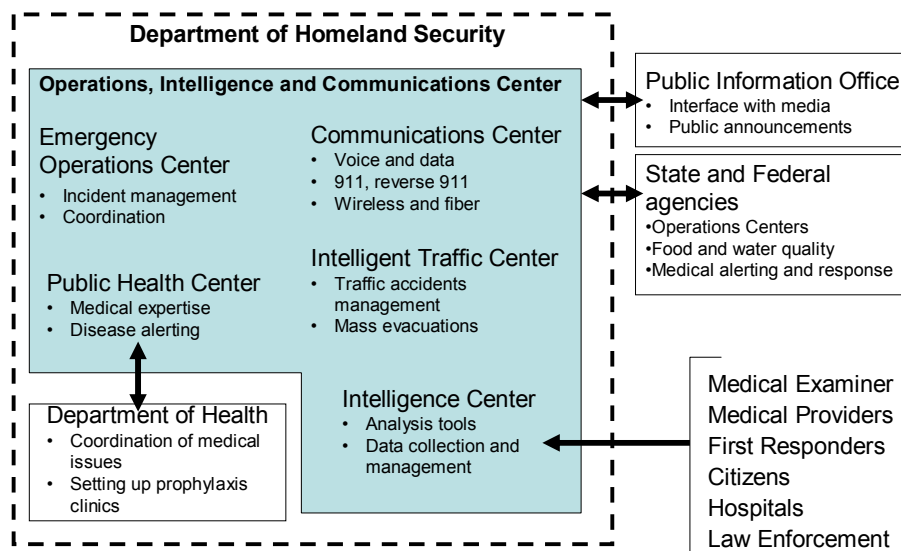 Department of Homeland Security
Operations, Intelligence and Communications Center
Emergency
Operations Center
• Incident management
• Coordination
Communications Center
• Voice and data
• 911, reverse 911
• Wireless and fiber
Public Health Center
• Medical expertise
• Disease alerting
Intelligent Traffic Center
• Traffic accidents
management
• Mass evacuations
Department of Health
• Coordination of medical
issues
• Setting up prophylaxis
clinics
Intelligence Center
• Analysis tools
• Data collection and
management
Public Information Office
• Interface with media
• Public announcements
State and Federal
agencies
•Operations Centers
•Food and water quality
•Medical alerting and response
Medical Examiner
Medical Providers
First Responders
Citizens
Hospitals
Law Enforcement